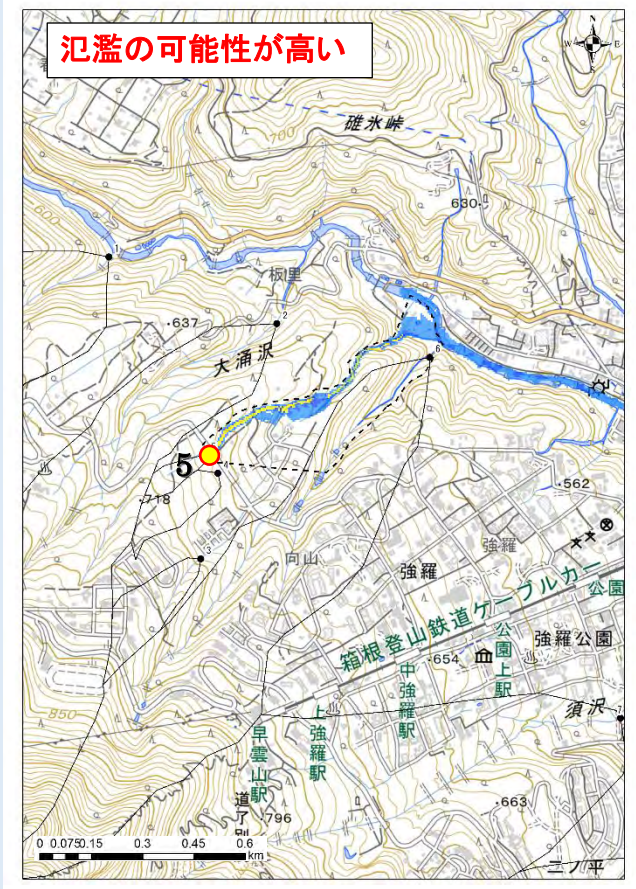 氾濫の可能性が高い
N
W
E
S
碓氷峠
700
600
630
1
板里
2
637
大涌沢
6
5
4
718
562
3
向山
強羅
強羅
公園
箱根登山鉄道ケーブルカー
強羅公園
公園上駅
654
中強羅駅
850
上強羅駅
須沢
7
早雲山駅
道了別
796
663
0 0.075 0.15 0.3 0.45 0.6
km
二ノ平